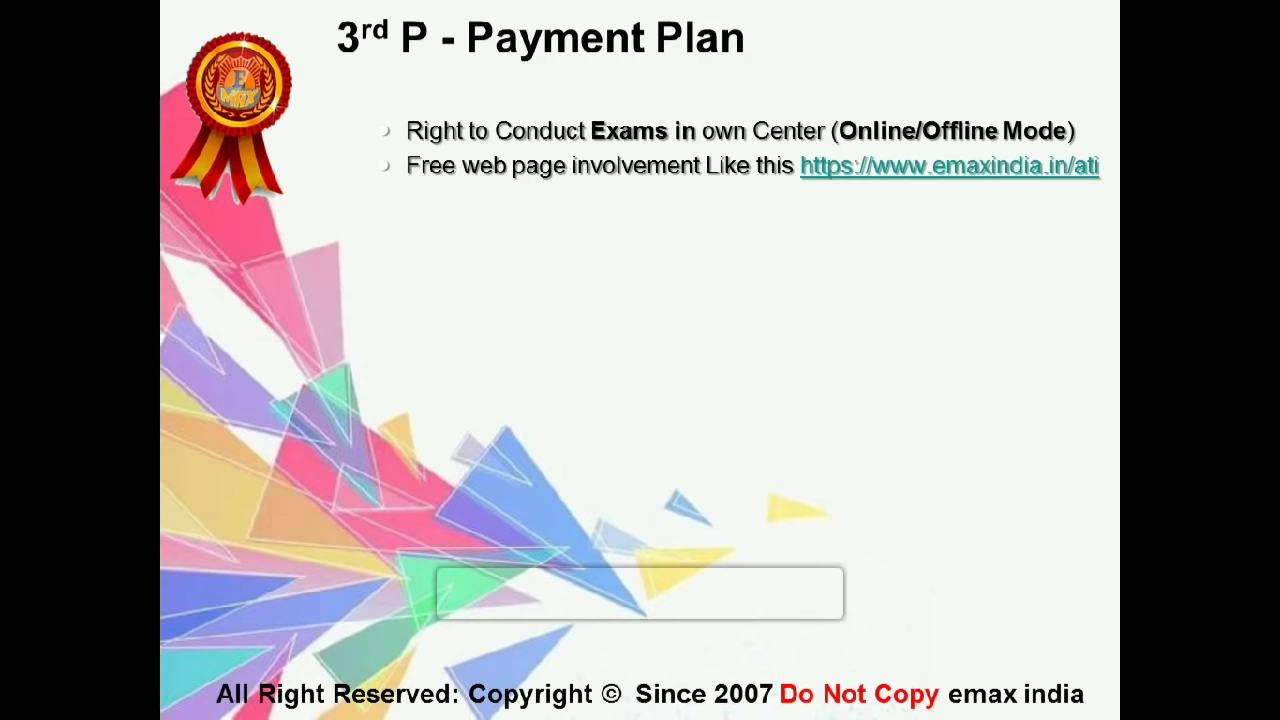 3rd P - Payment Plan
E
MAX
Right to Conduct Exams in own Center (Online/Offline Mode)
Free web page involvement Like this https://www.emaxindia.in/ati
All Right Reserved: Copyright © Since 2007 Do Not Copy emax india